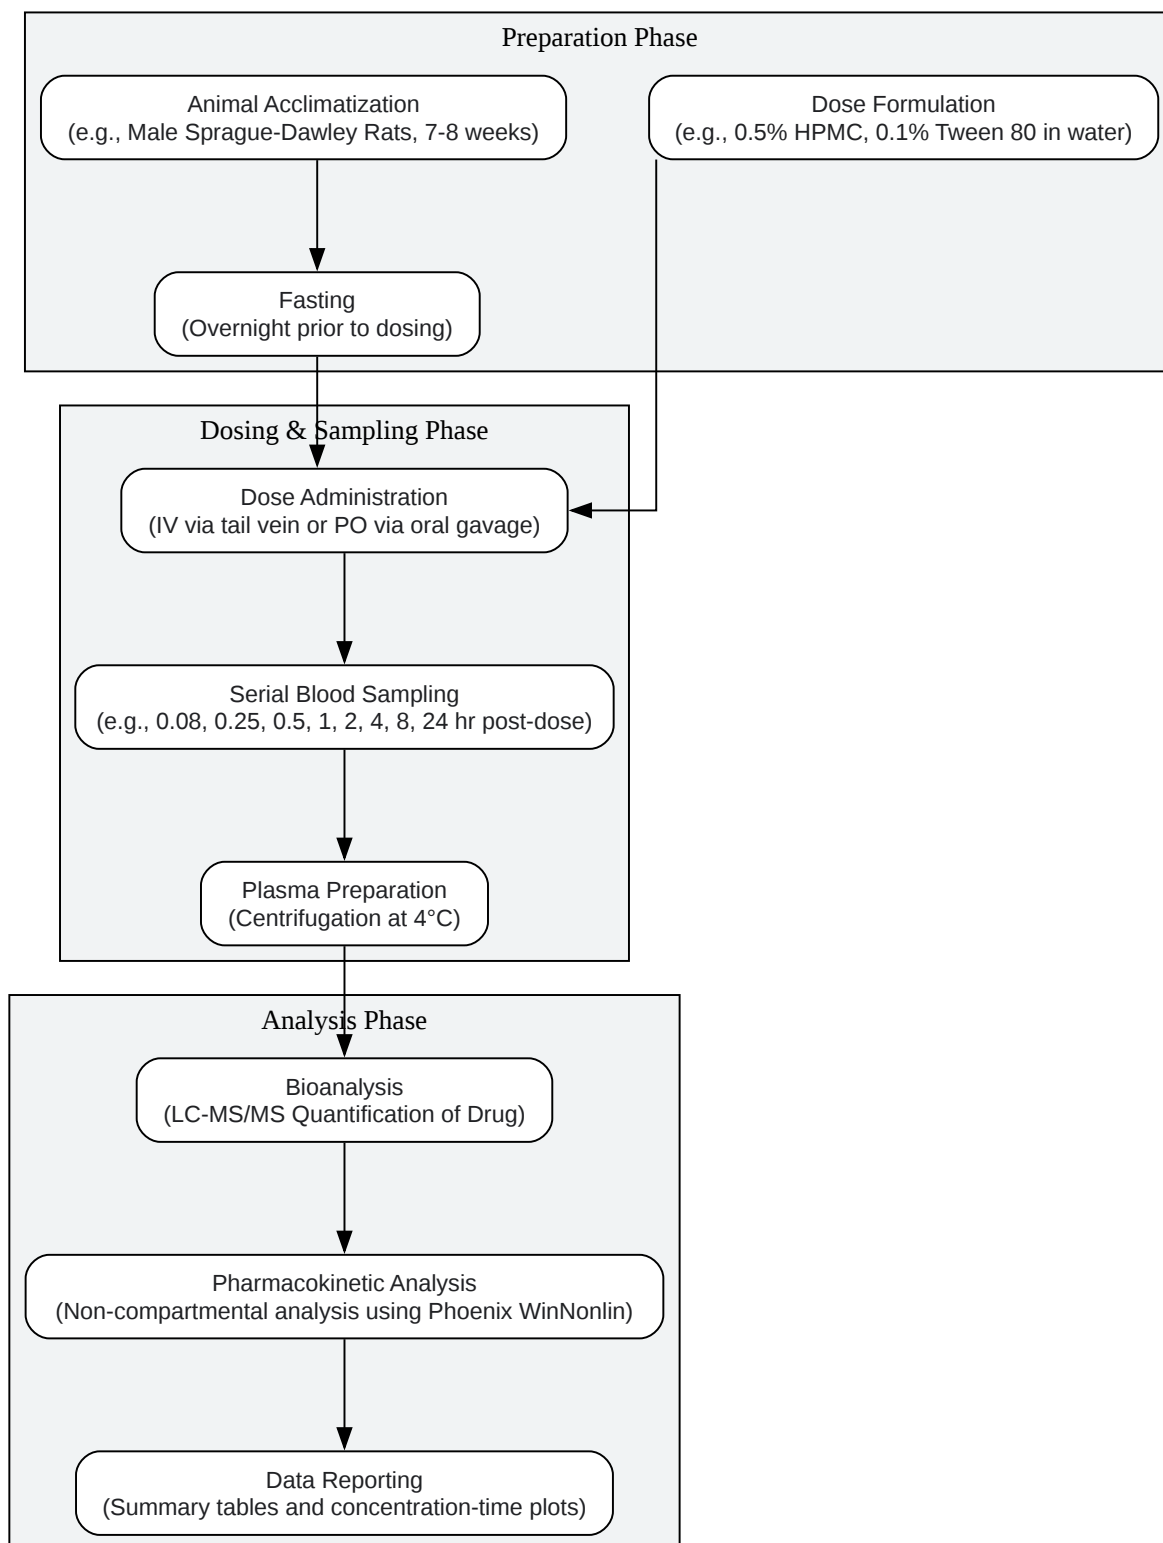 Preparation Phase
Animal Acclimatization
(e.g., Male Sprague-Dawley Rats, 7-8 weeks)
Dose Formulation
(e.g., 0.5% HPMC, 0.1% Tween 80 in water)
Fasting
(Overnight prior to dosing)
Dosing & Sampling Phase
Dose Administration
(IV via tail vein or PO via oral gavage)
Serial Blood Sampling
(e.g., 0.08, 0.25, 0.5, 1, 2, 4, 8, 24 hr post-dose)
Plasma Preparation
(Centrifugation at 4°C)
Analysis Phase
Bioanalysis
(LC-MS/MS Quantification of Drug)
Pharmacokinetic Analysis
(Non-compartmental analysis using Phoenix WinNonlin)
Data Reporting
(Summary tables and concentration-time plots)